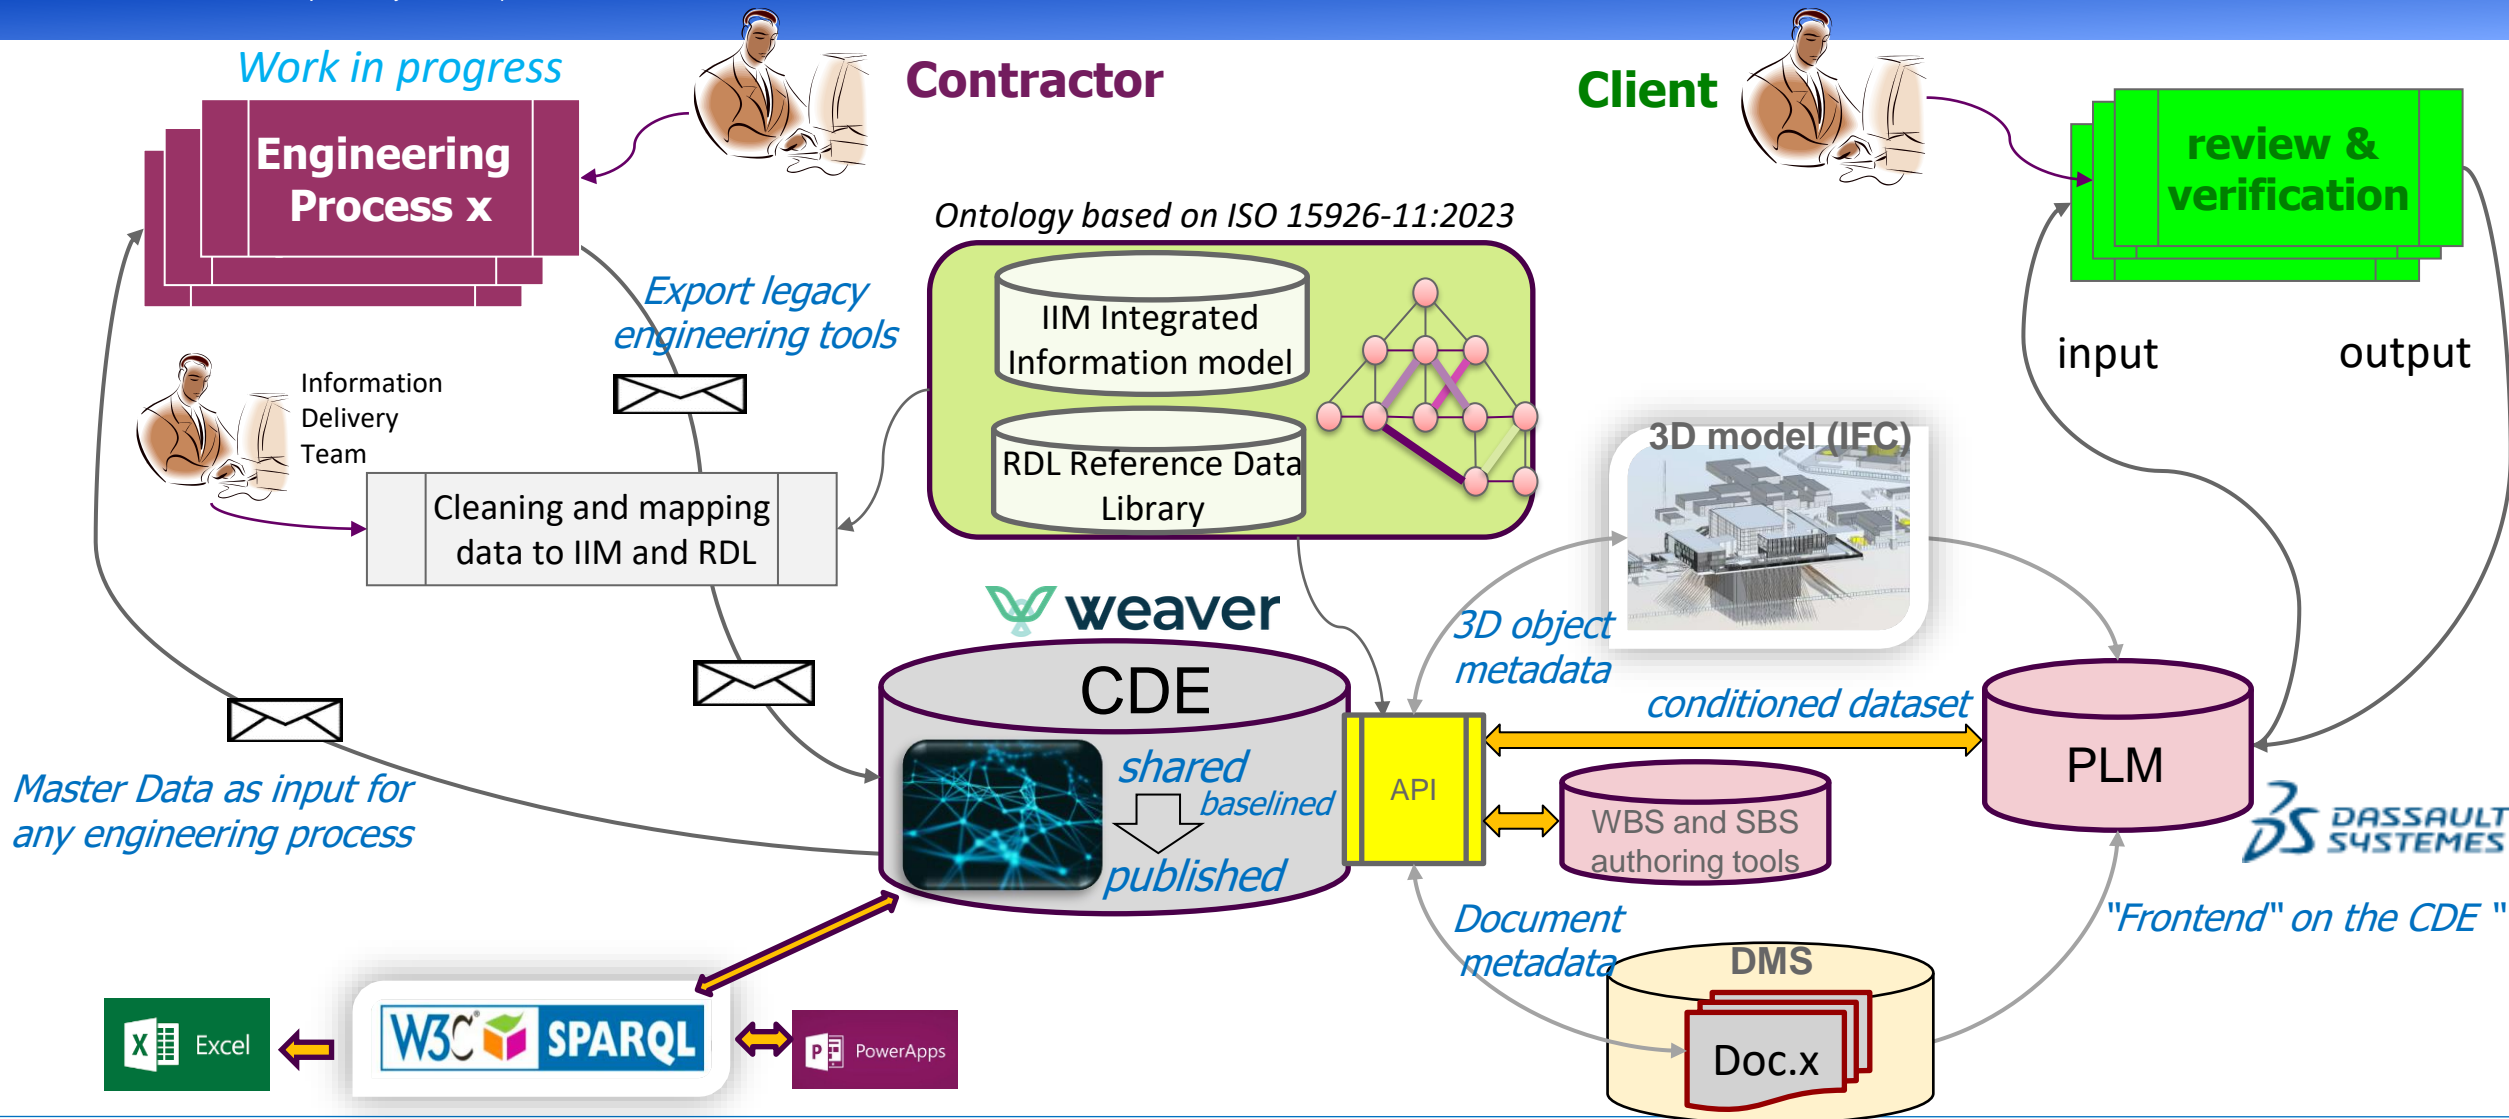 Work in progress
Contractor
Client
Engineering
Process x
review &
verification
Ontology based on ISO 15926-11:2023
Export legacy
engineering tools
IIM Integrated
Information model
input
output
Information
Delivery
Team
RDL Reference Data
Library
3D model (IFC)
Cleaning and mapping
data to IIM and RDL
weaver
3D object
metadata
CDE
conditioned dataset
shared
baselined
published
API
PLM
Master Data as input for
any engineering process
WBS and SBS
authoring tools
DASSAULT
SYSTEMES
Document
metadata
"Frontend" on the CDE "
DMS
Doc.x
X
Excel
W3C
SPARQL
P
PowerApps